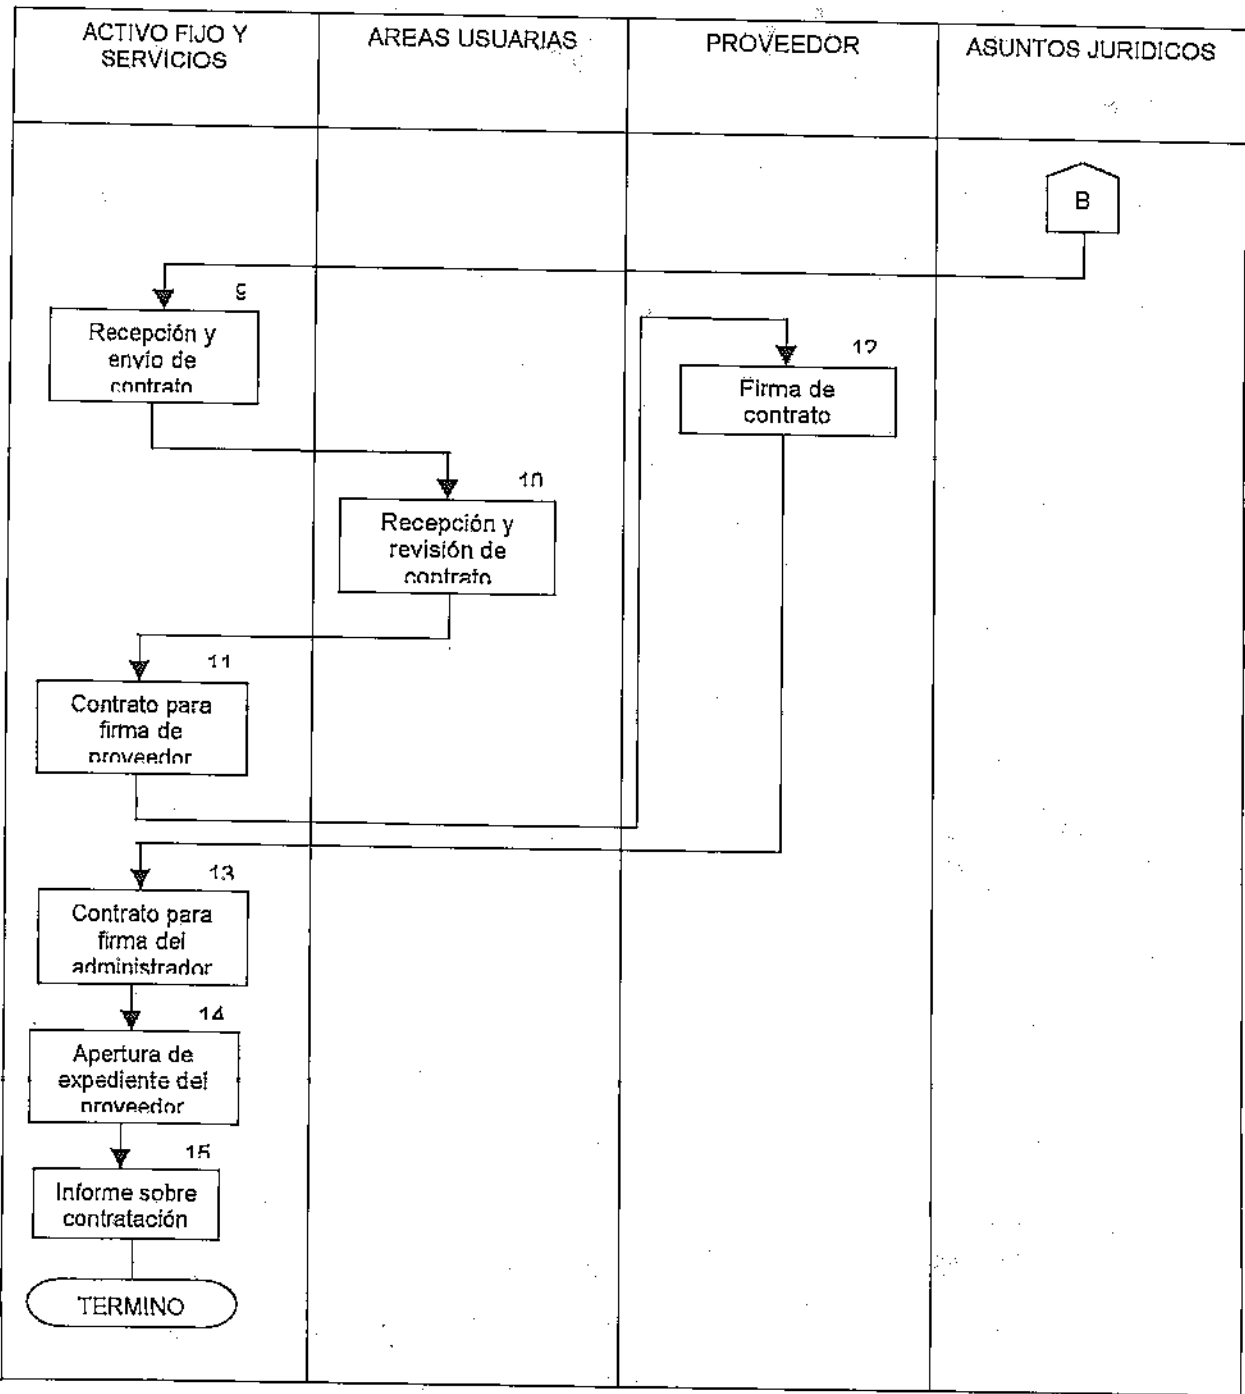 ACTIVO FIJO Y
SERVICIOS
AREAS USUARIAS
PROVEEDOR
ASUNTOS JURIDICOS
B
9
Recepción y
envío de
contrato
12
Firma de
contrato
10
Recepción y
revisión de
contrato
11
Contrato para
firma de
proveedor
13
Contrato para
firma del
administrador
14
Apertura de
expediente del
proveedor
15
Informe sobre
contratación
TERMINO